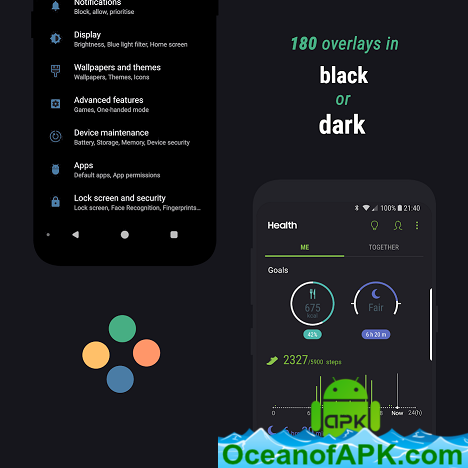 Notifications
Block, allow, prioritise
Display
Brightness, Blue light filter, Home screen
Wallpapers and themes
Wallpapers, Themes, Icons
Advanced features
Games, One-handed mode
Device maintenance
Battery, Storage, Memory, Device security
Apps
Default apps, App permissions
Lock screen and security
Lock screen, Face Recognition, Fingerprints...
180 overlays in
black
or
dark
100% 21:40
Health
ME TOGETHER
Goals
675
kcal
Fair
42% 6 h 20 m
2327/5900 steps
0 6 12 Now 24(h)
apk
OceanofAPK.com